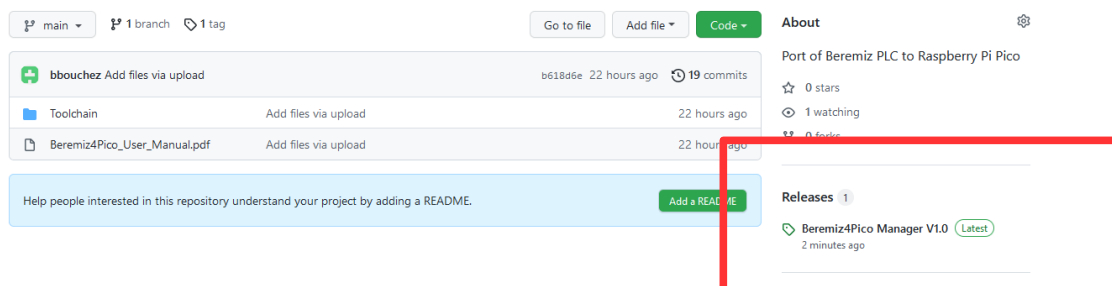 main
1 branch
1 tag
Go to file
Add file
Code
bbouchez Add files via upload
b618d6e 22 hours ago
19 commits
Toolchain
Add files via upload
22 hours ago
Beremiz4Pico_User_Manual.pdf
Add files via upload
22 hours ago
Help people interested in this repository understand your project by adding a README.
Add a README
About
Port of Beremiz PLC to Raspberry Pi Pico
0 stars
1 watching
0 forks
Releases 1
Beremiz4Pico Manager V1.0 Latest
2 minutes ago